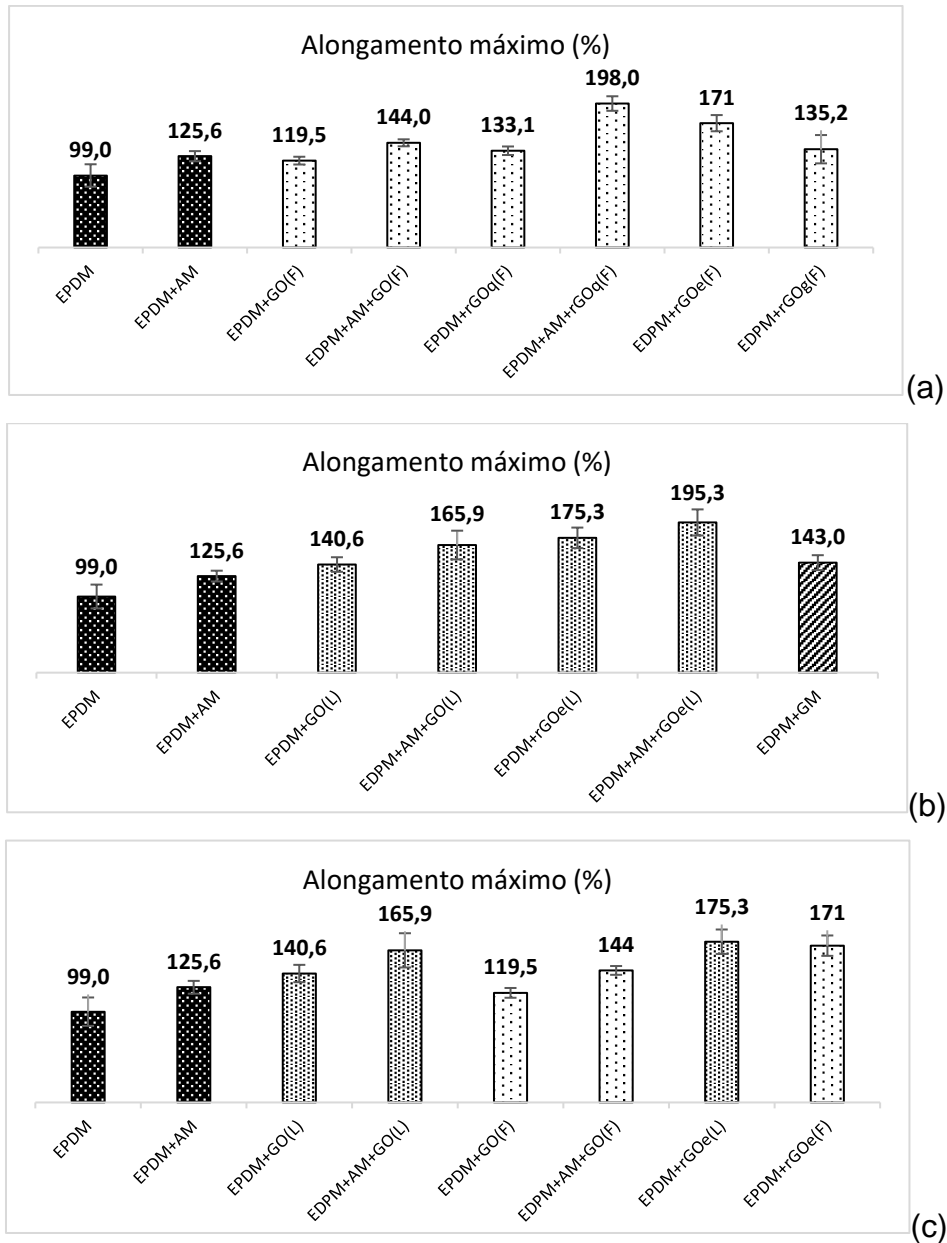 Alongamento máximo (%)
99,0
125,6
119,5
144,0
133,1
198,0
171
135,2
EPDM
EPDM+AM
EPDM+GO(F)
EDPM+AM+GO(F)
EPDM+rGOq(F)
EDPM+AM+rGOq(F)
EDPM+rGOe(F)
EDPM+rGOg(F)
(a)
Alongamento máximo (%)
99,0
125,6
140,6
165,9
175,3
195,3
143,0
EPDM
EPDM+AM
EPDM+GO(L)
EDPM+AM+GO(L)
EPDM+rGOe(L)
EPDM+AM+rGOe(L)
EDPM+GM
(b)
Alongamento máximo (%)
99,0
125,6
140,6
165,9
119,5
144
175,3
171
EPDM
EPDM+AM
EPDM+GO(L)
EDPM+AM+GO(L)
EPDM+GO(F)
EPDM+AM+GO(F)
EPDM+rGOe(L)
EPDM+rGOe(F)
(c)